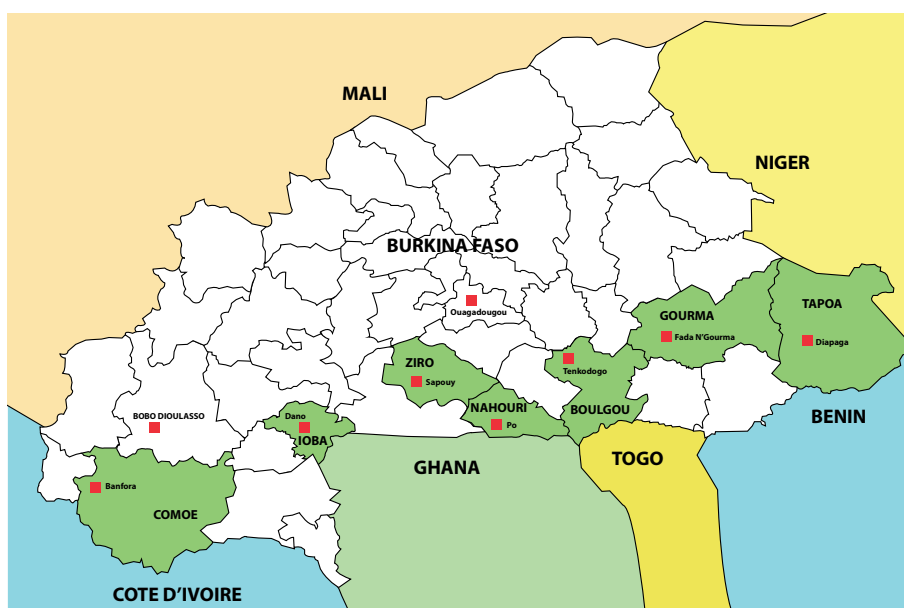 MALI
NIGER
BURKINA FASO
Ouagadougou
TAPOA
GOURMA
Fada N'Gourma
Diapaga
ZIRO
Tenkodogo
Sapouy
NAHOURI
BOULGOU
BENIN
Dano
BOBO DIOULASSO
Po
IOBA
TOGO
GHANA
Banfora
COMOE
COTE D'IVOIRE